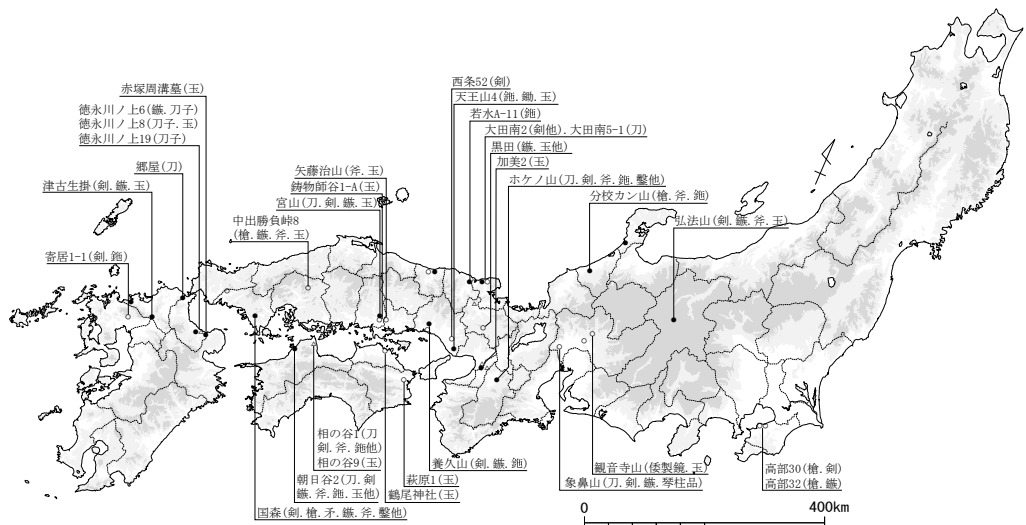 赤塚周溝墓(玉)
徳永川ノ上6(鏃.刀子)
徳永川ノ上8(刀子.玉)
徳永川ノ上19(刀子)
郷屋(刀)
津古生掛(剣.鏃.玉)
寄居1-1(剣.鉇)
矢藤治山(斧.玉)
鋳物師谷1-A(玉)
宮山(刀.剣.鏃.玉)
中出勝負峠8
(槍.鏃.斧.玉)
西条52(剣)
天王山4(鉇.鋤.玉)
若水A-11(鉇)
大田南2(剣他).大田南5-1(刀)
黒田(鏃.玉他)
加美2(玉)
ホケノ山(刀.剣.斧.鉇.鑿他)
分校カン山(槍.斧.鉇)
弘法山(剣.鏃.斧.玉)
相の谷1(刀
剣.斧.鉇他)
相の谷9(玉)
朝日谷2(刀.剣
鏃.斧.鉇.玉他)
国森(剣.槍.矛.鏃.斧.鑿他)
養久山(剣.鏃.鉇)
萩原1(玉)
鶴尾神社(玉)
観音寺山(倭製鏡.玉)
象鼻山(刀.剣.鏃.琴柱品)
高部30(槍.剣)
高部32(槍.鏃)
0 400km